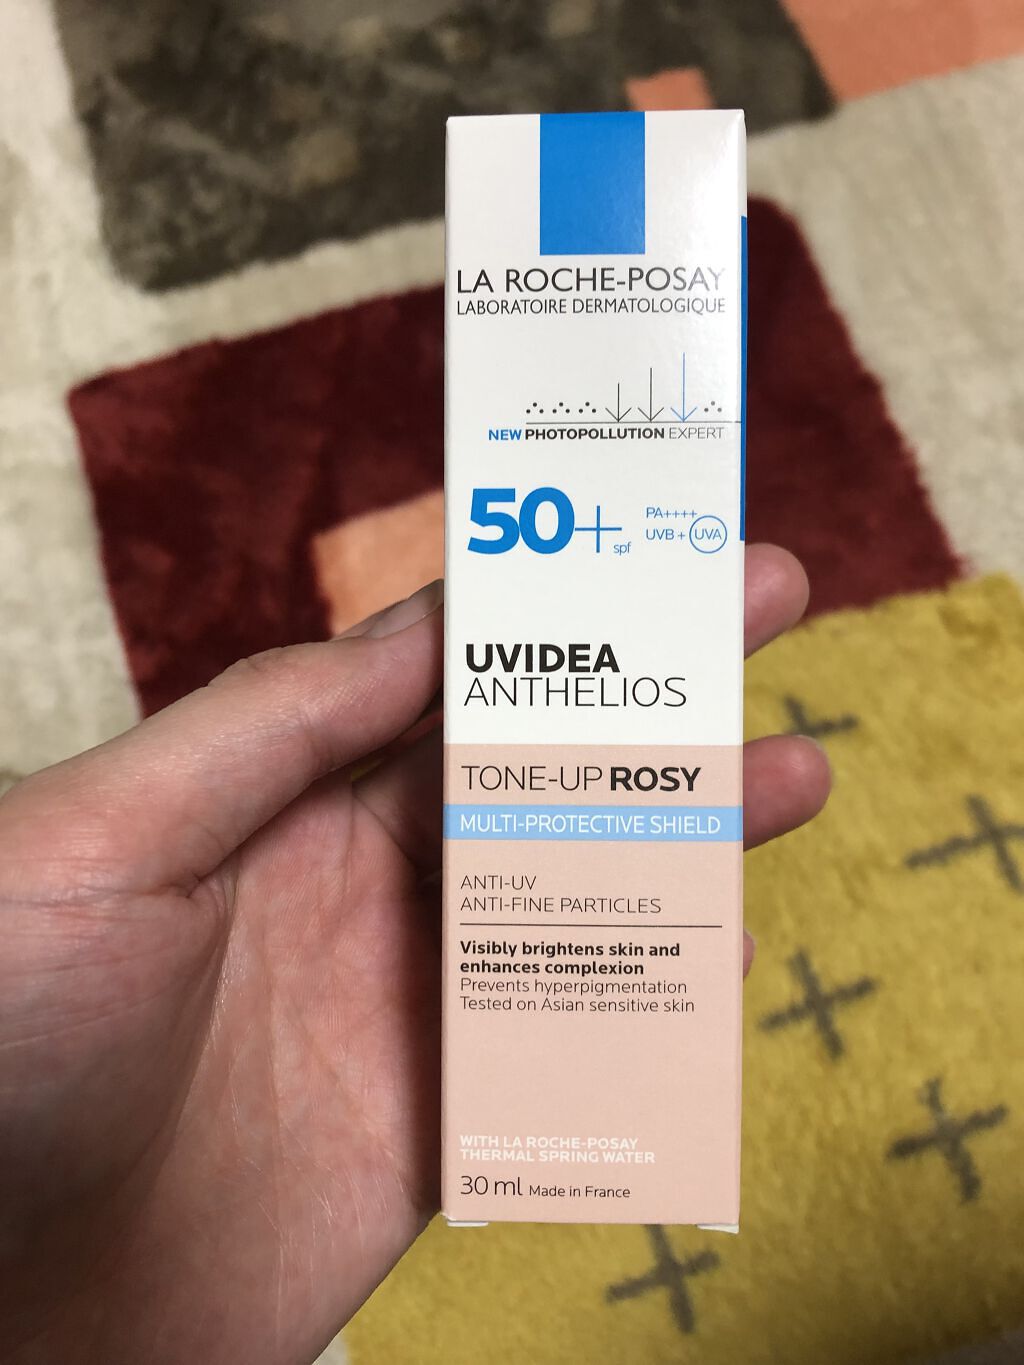 LA ROCHE-POSAY
LABORATOIRE DERMATOLOGIQUE
NEW PHOTOPOLLUTION EXPERT
50+ spf
PA++++
UVB + UVA
UVIDEA
ANTHELIOS
TONE-UP ROSY
MULTI-PROTECTIVE SHIELD
ANTI-UV
ANTI-FINE PARTICLES
Visibly brightens skin and
enhances complexion
Prevents hyperpigmentation
Tested on Asian sensitive skin
WITH LA ROCHE-POSAY
THERMAL SPRING WATER
30 ml Made in France